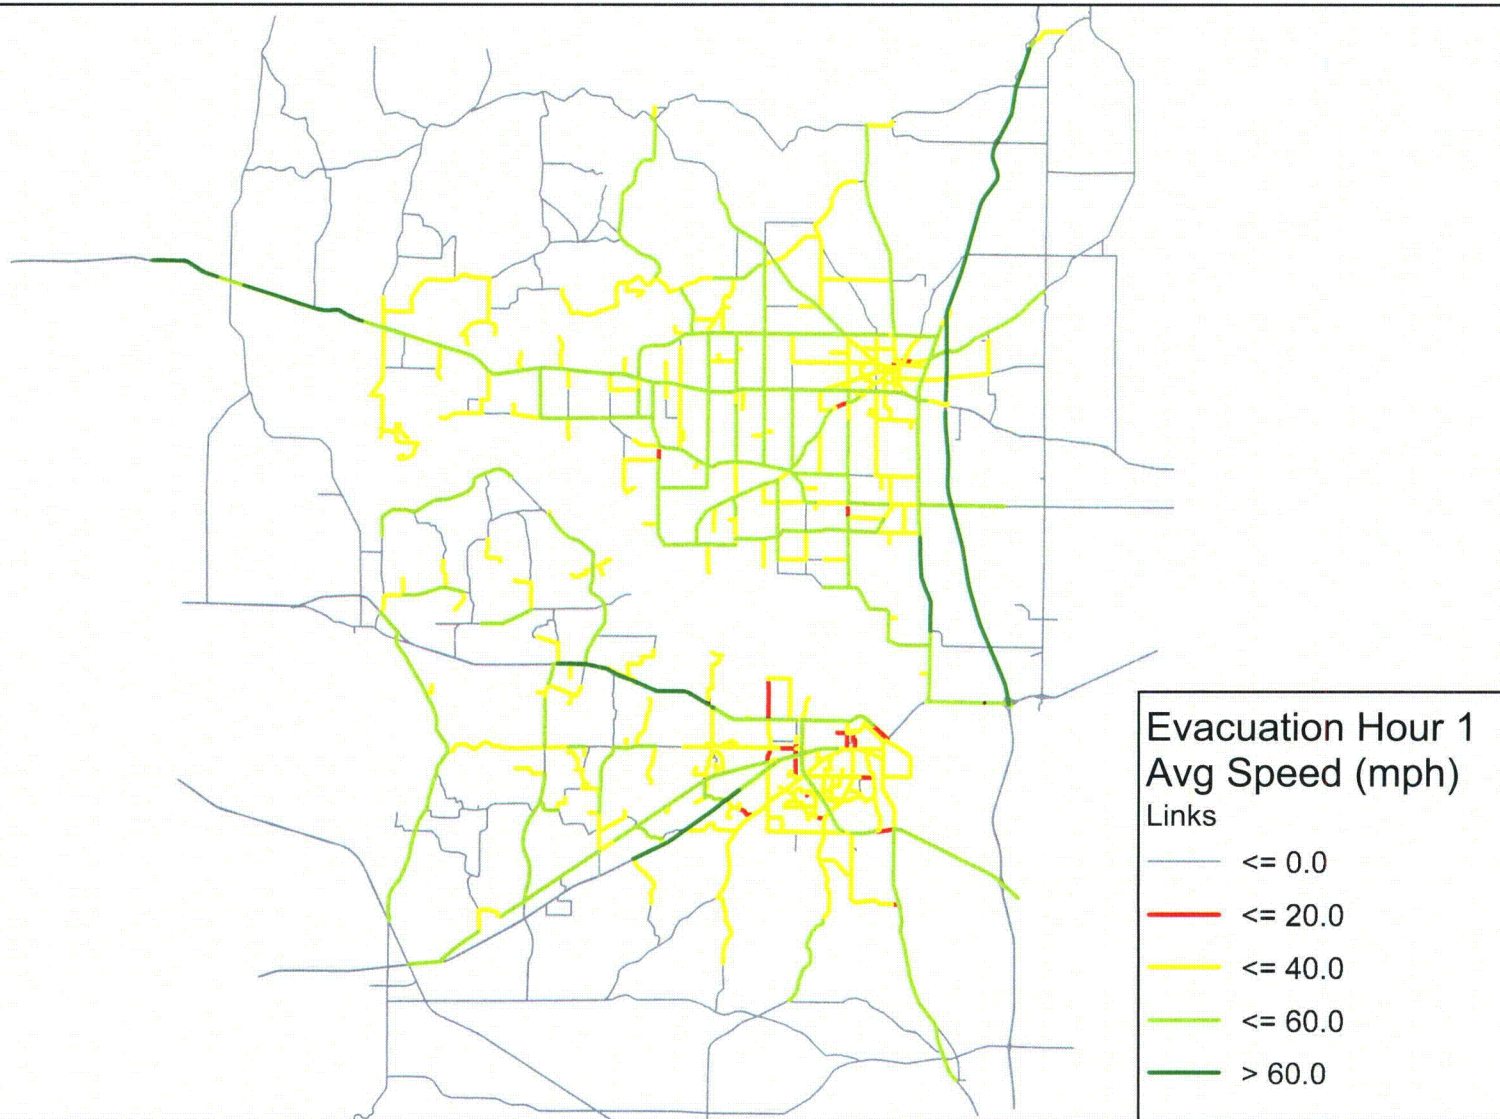 Evacuation Hour 1
Avg Speed (mph)
Links
<= 0.0
<= 20.0
<= 40.0
<= 60.0
> 60.0